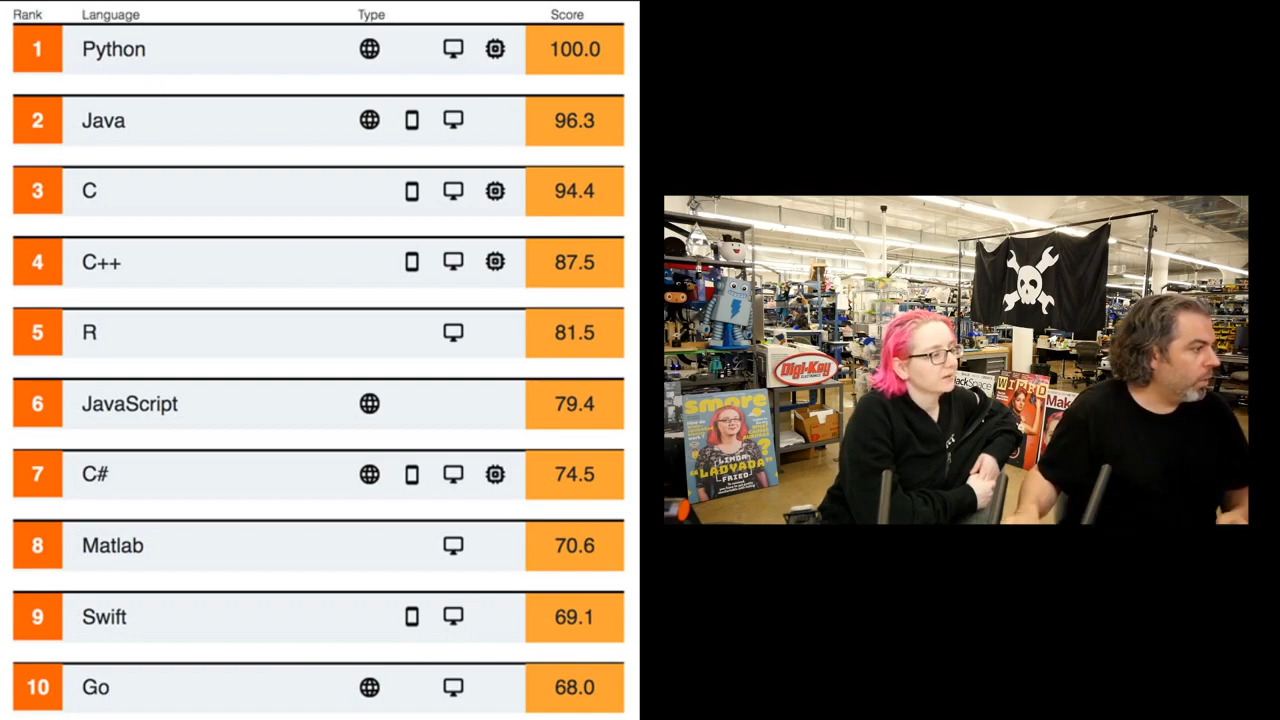 Rank Language Type Score
1 Python 100.0
2 Java 96.3
3 C 94.4
4 C++ 87.5
5 R 81.5
6 JavaScript 79.4
7 C# 74.5
8 Matlab 70.6
9 Swift 69.1
10 Go 68.0
Digi-Key
ELECTRONICS
WIRED
Mak
smore
?
LIMOR
"LADYADA"
FRIED